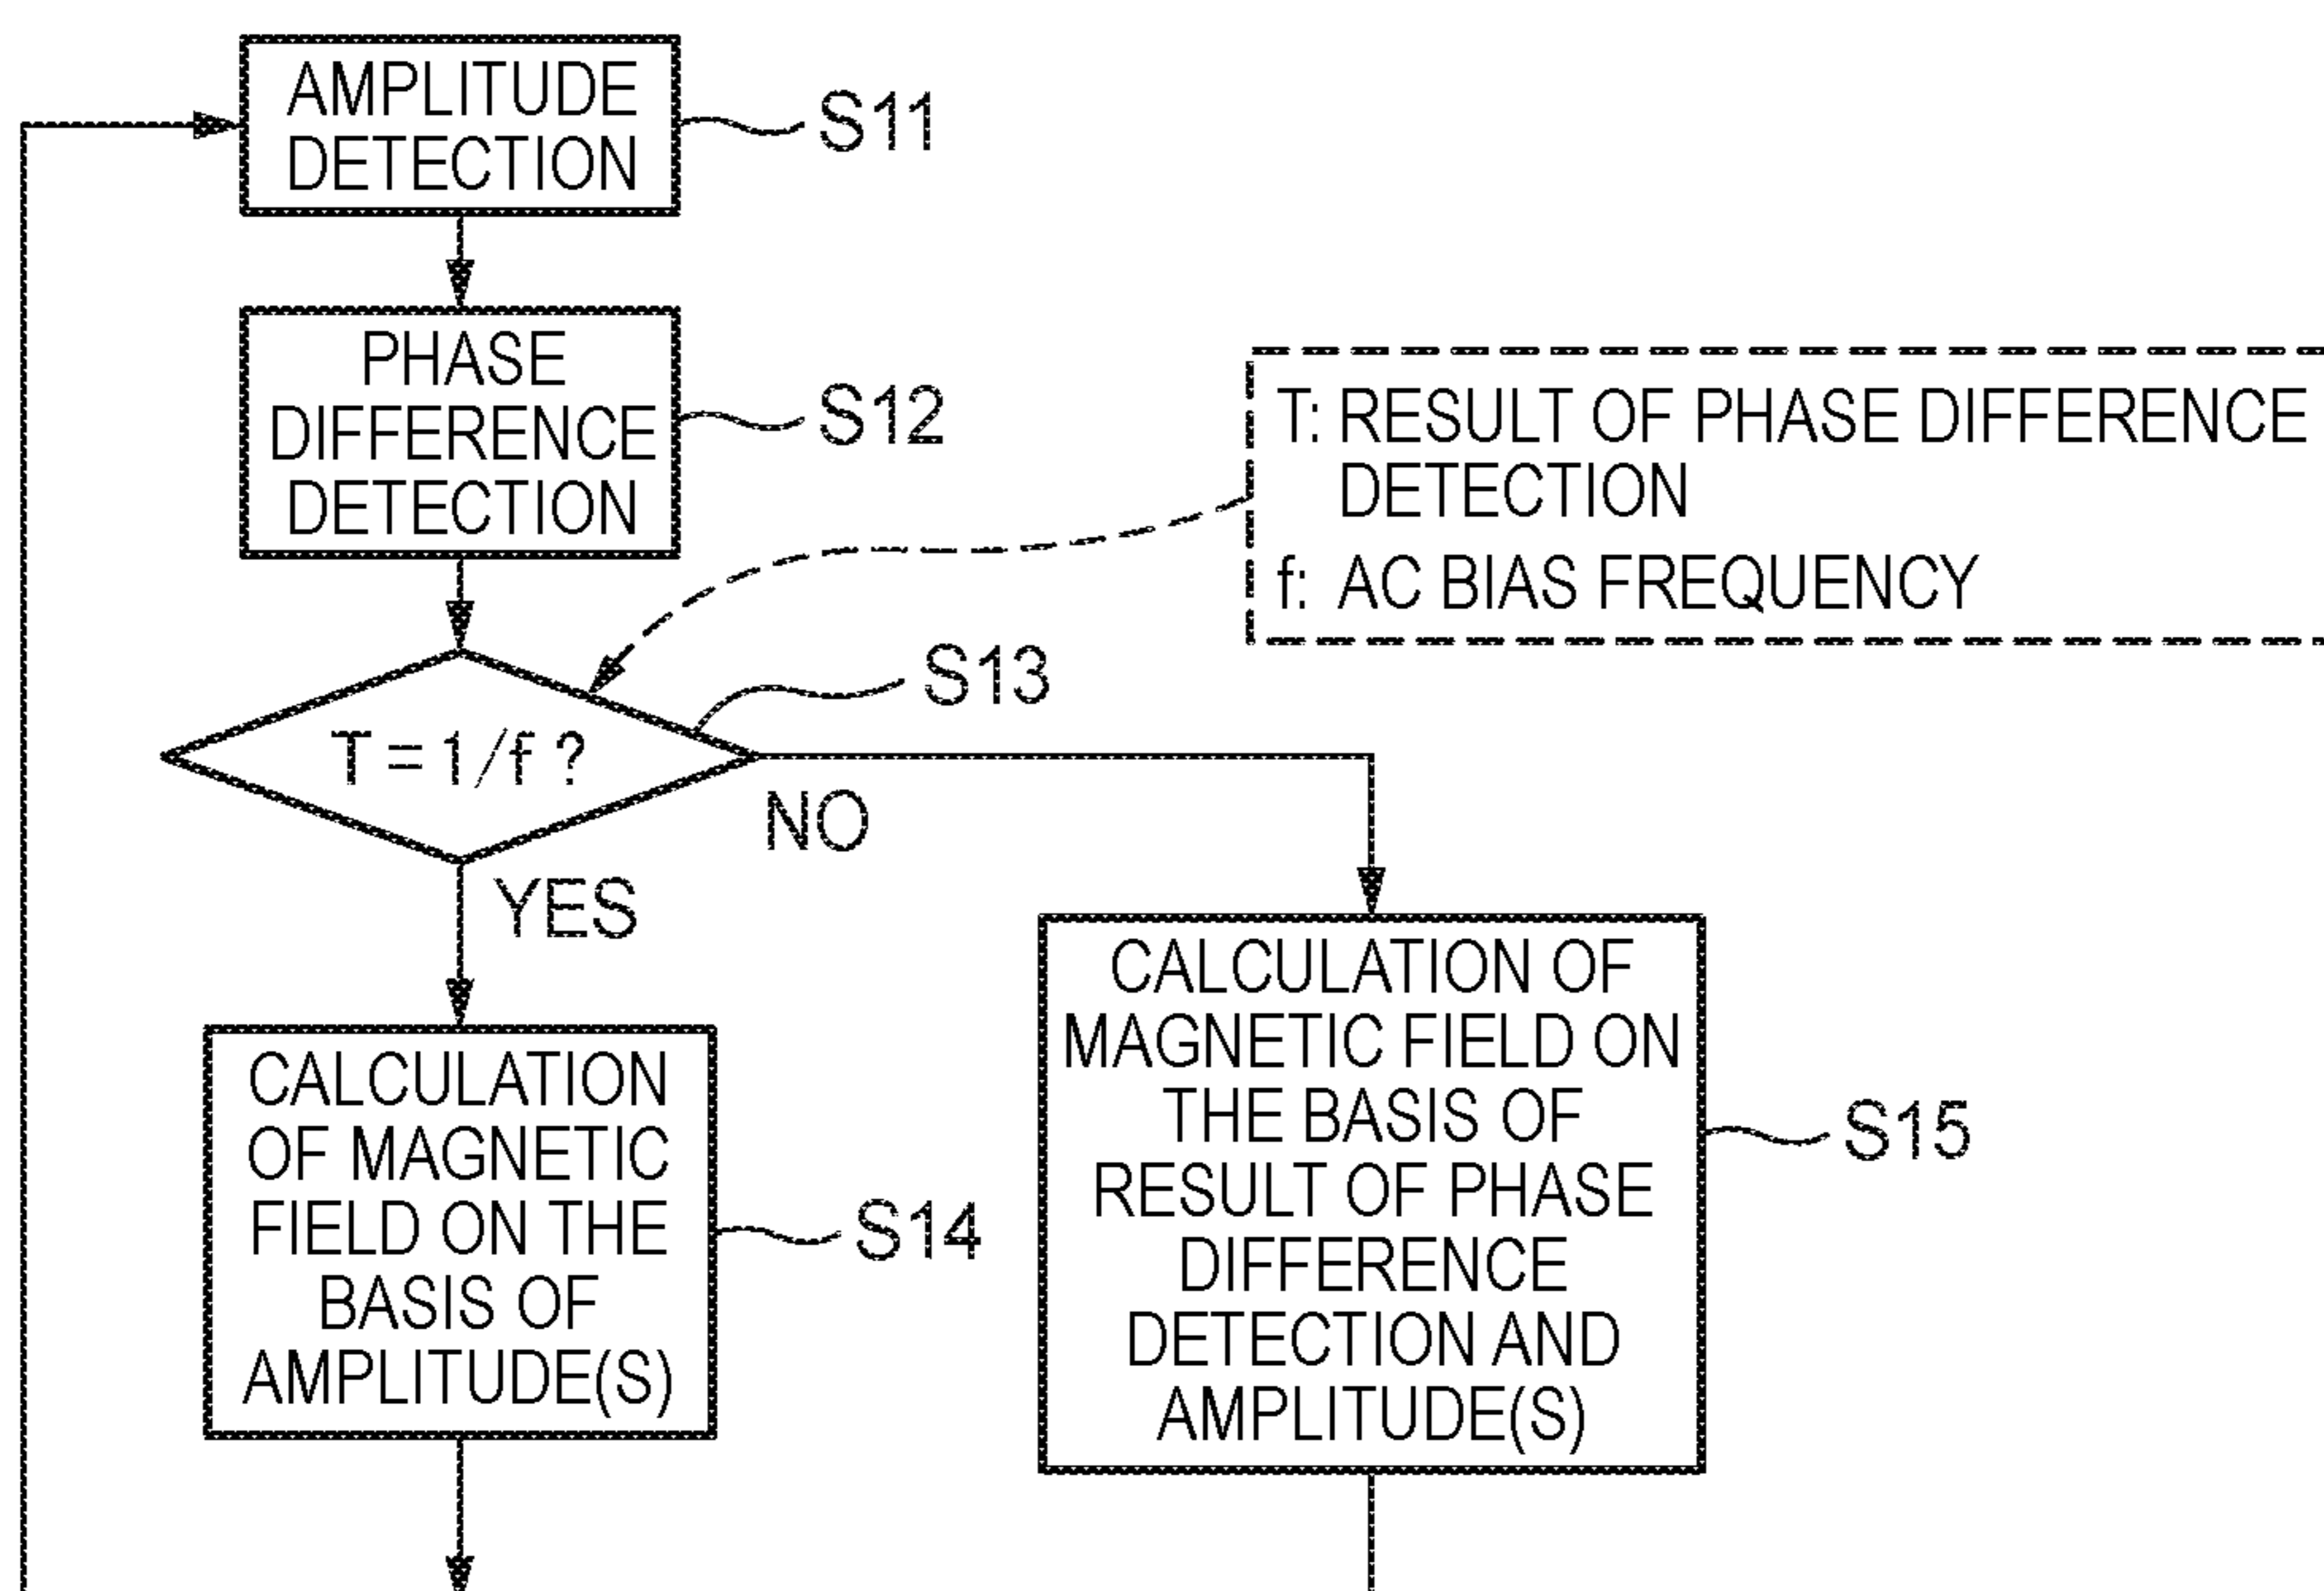 AMPLITUDE
DETECTION
S11
PHASE
DIFFERENCE
DETECTION
S12
T: RESULT OF PHASE DIFFERENCE
DETECTION
f: AC BIAS FREQUENCY
S13
T = 1/f ?
NO
YES
CALCULATION
OF MAGNETIC
FIELD ON THE
BASIS OF
AMPLITUDE(S)
S14
CALCULATION OF
MAGNETIC FIELD ON
THE BASIS OF
RESULT OF PHASE
DIFFERENCE
DETECTION AND
AMPLITUDE(S)
S15